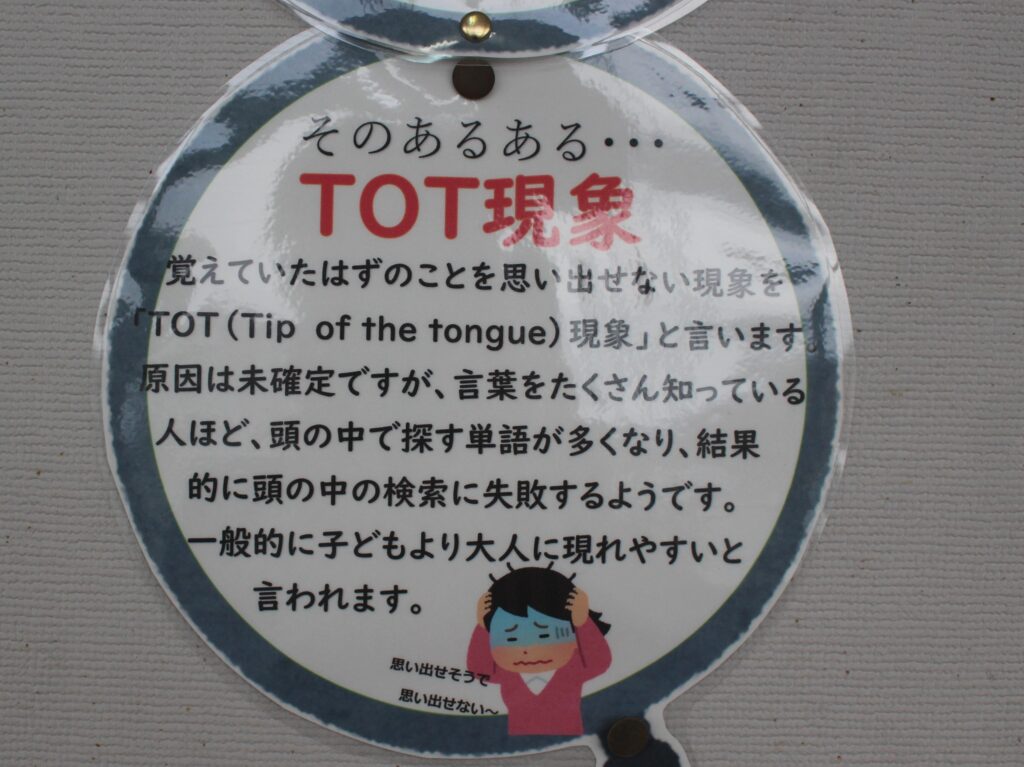 そのあるある・・・
TOT現象
覚えていたはずのことを思い出せない現象を
「TOT(Tip of the tongue)現象」と言います。
原因は未確定ですが、言葉をたくさん知っている
人ほど、頭の中で探す単語が多くなり、結果
的に頭の中の検索に失敗するようです。
一般的に子どもより大人に現れやすいと
言われます。
思い出せそうで
思い出せない～